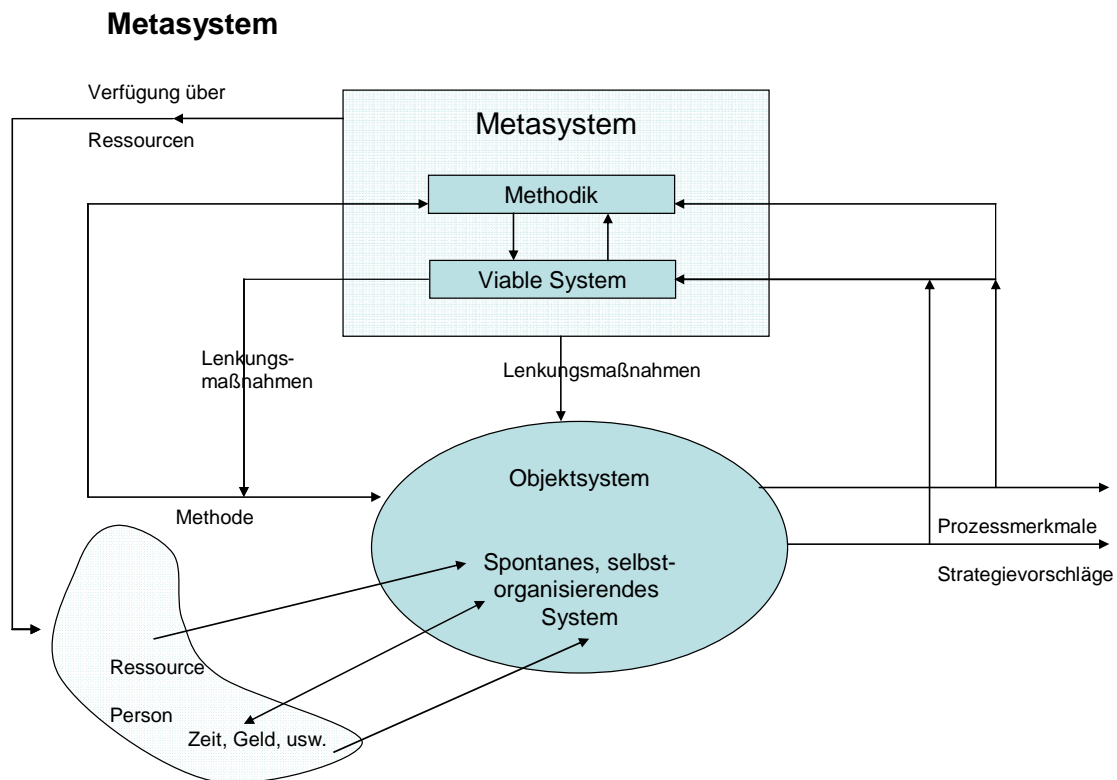 Metasystem
Verfügung über
Ressourcen
Metasystem
Methodik
Viable System
Lenkungs-
maßnahmen
Lenkungsmaßnahmen
Objektsystem
Methode
Prozessmerkmale
Spontanes, selbst-
organisierendes
System
Strategievorschläge
Ressource
Person
Zeit, Geld, usw.